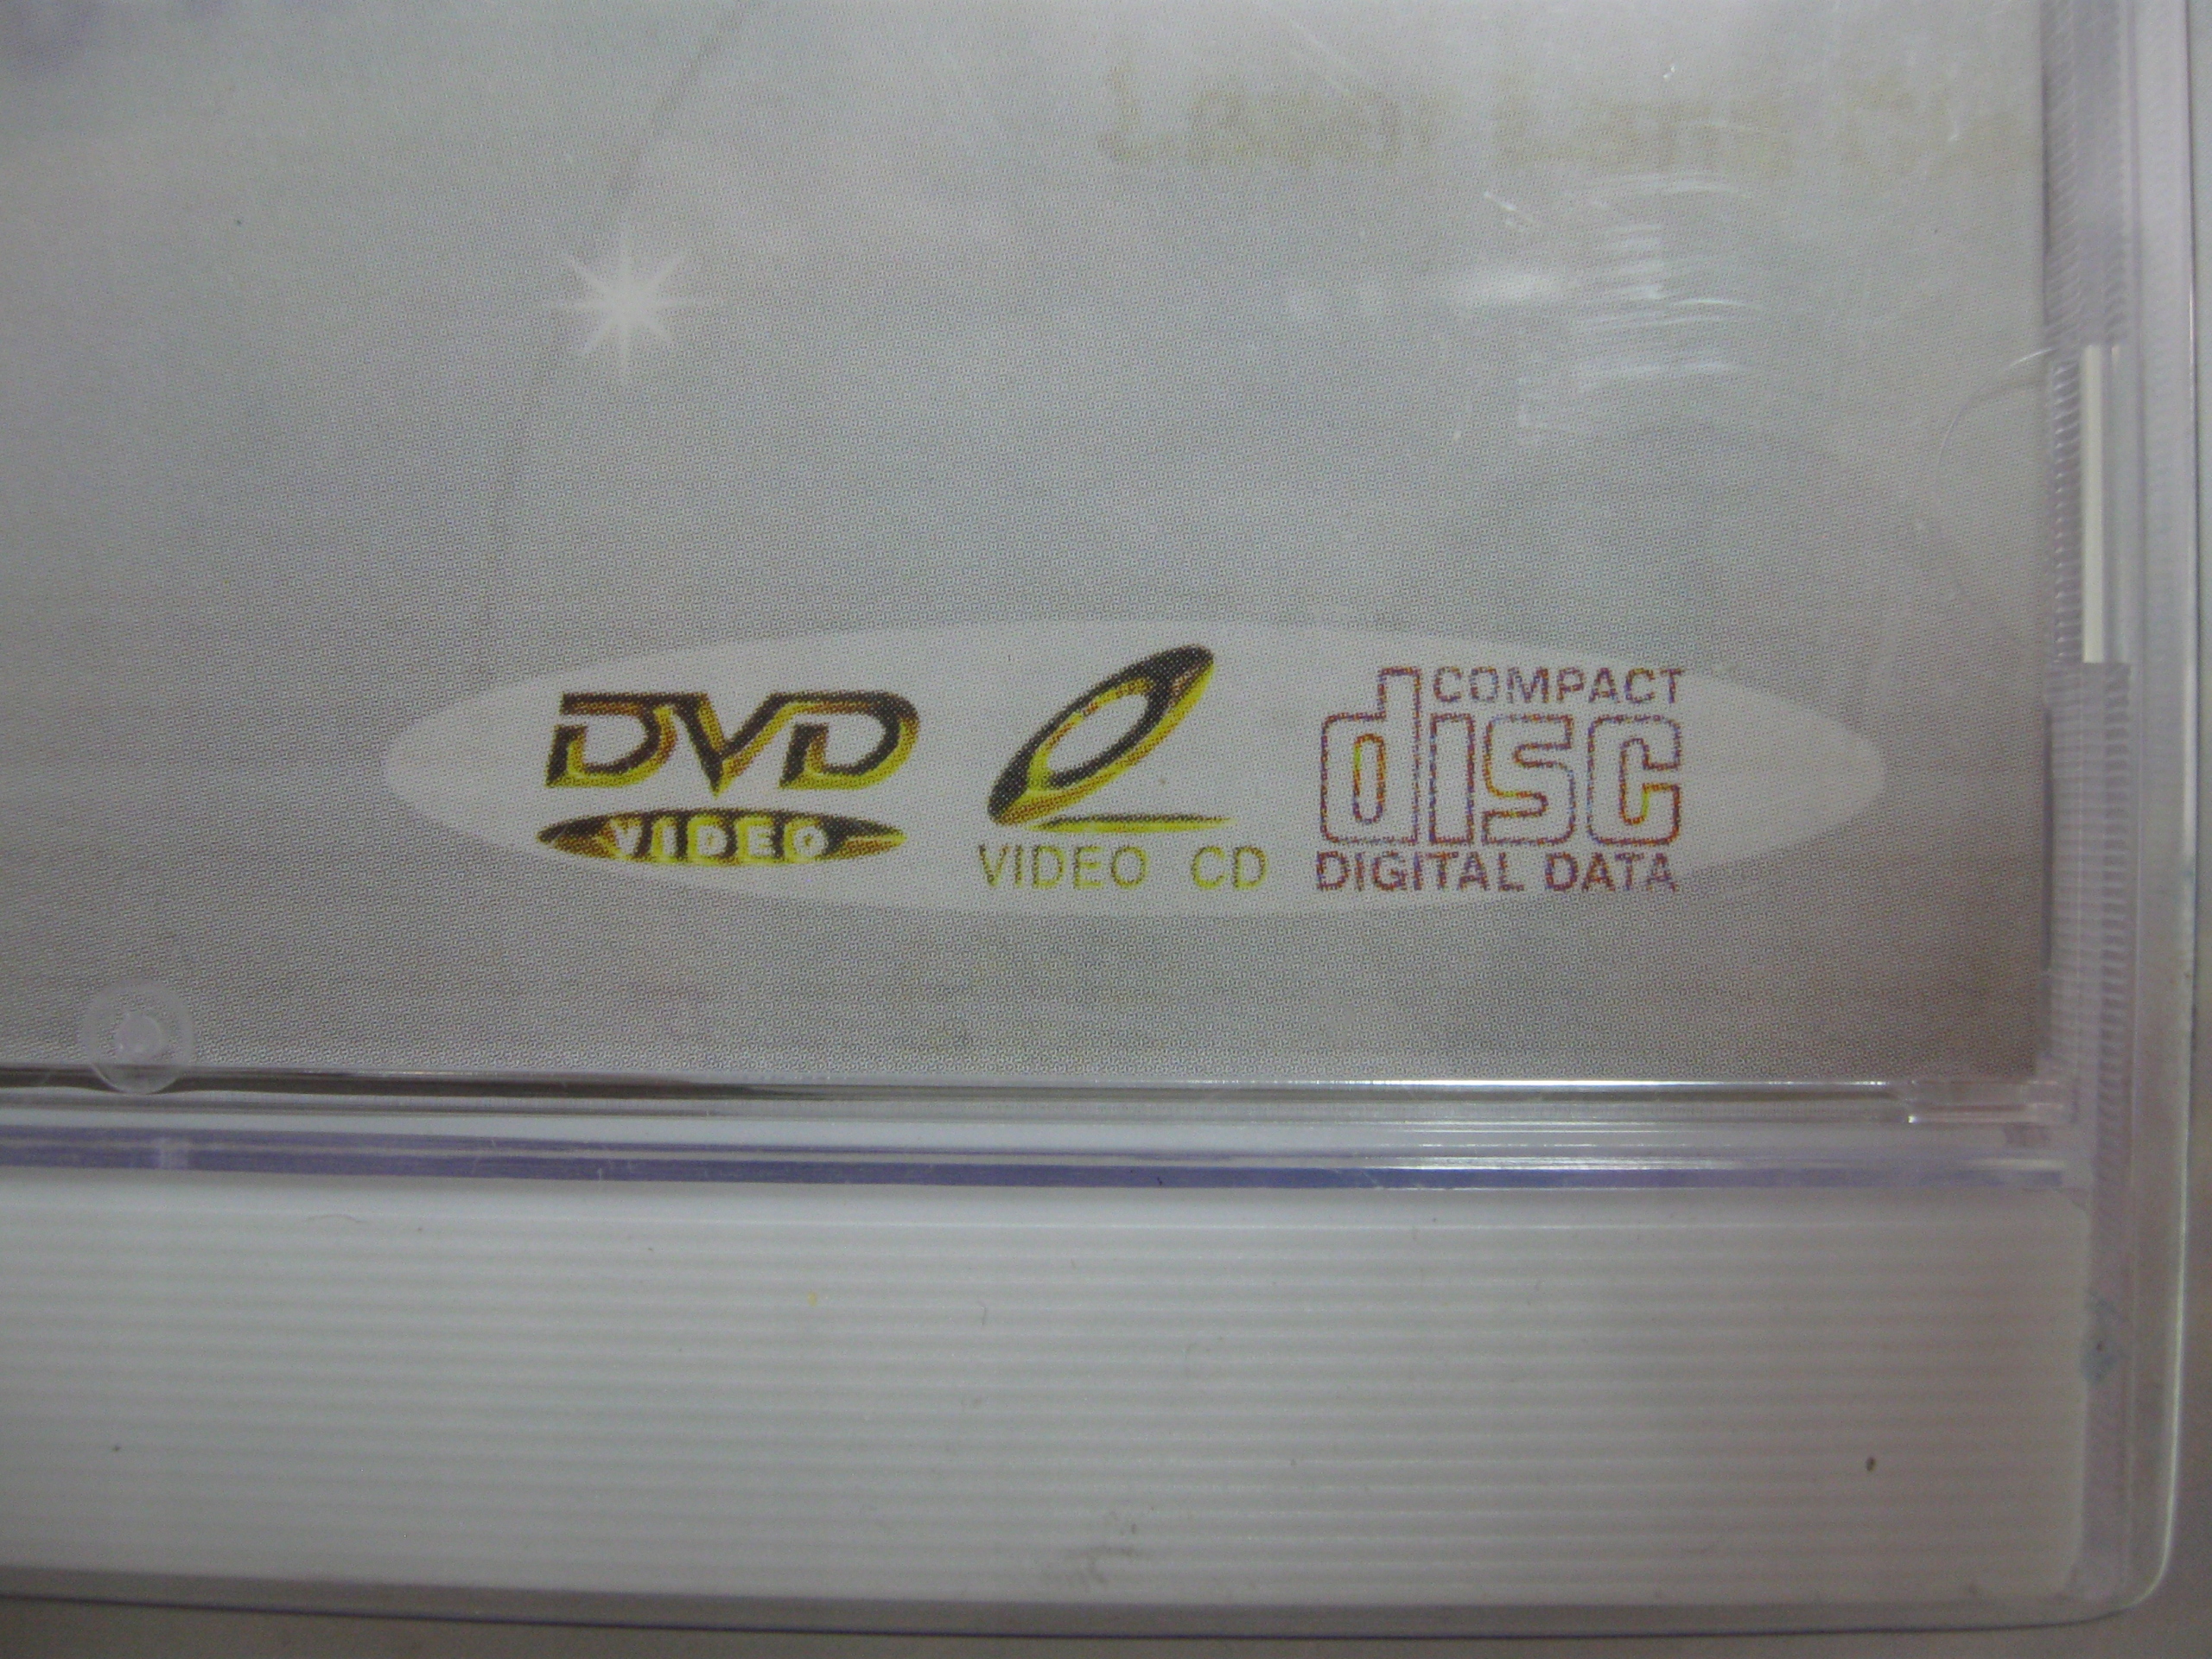 DVD
VIDEO
VIDEO CD
COMPACT
disc
DIGITAL DATA